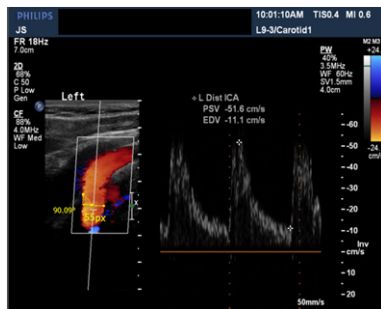 PHILIPS
10:01:10AM TIS0.4 MI 0.6
JS
L9-3/Carotid1
FR 18Hz
7.0cm
2D
68%
C 50
P Low
Gen
CF
88%
4.0MHz
WF Med
Low
Left
90.09°
55px
x
+ L Dist ICA
PSV -51.6 cm/s
EDV -11.1 cm/s
PW
40%
3.5MHz
WF 60Hz
SV1.5mm
4.0cm
M2 M3
+24.
-24.
cm/s
-60
-50
-40
-30
-20
-10
Inv
cm/s
-10
-20
50mm/s